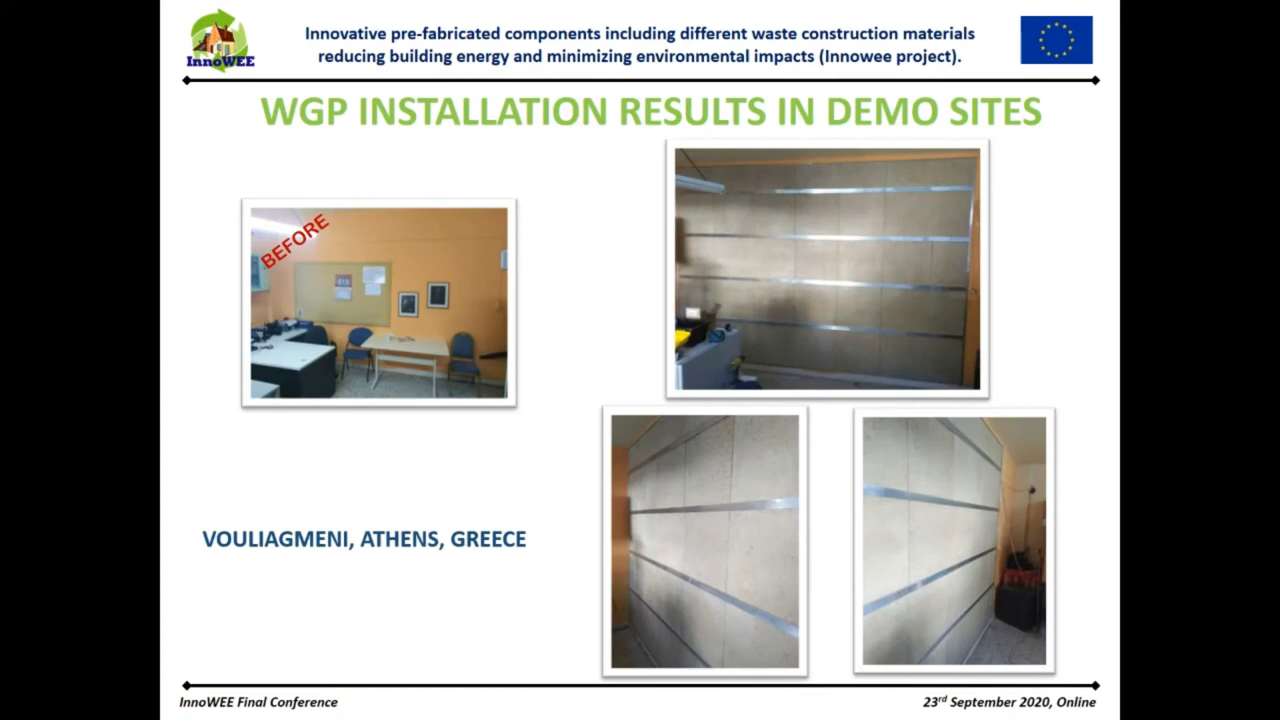 InnoWEE
Innovative pre-fabricated components including different waste construction materials
reducing building energy and minimizing environmental impacts (Innowee project).
WGP INSTALLATION RESULTS IN DEMO SITES
BEFORE
VOULIAGMENI, ATHENS, GREECE
InnoWEE Final Conference
23rd September 2020, Online